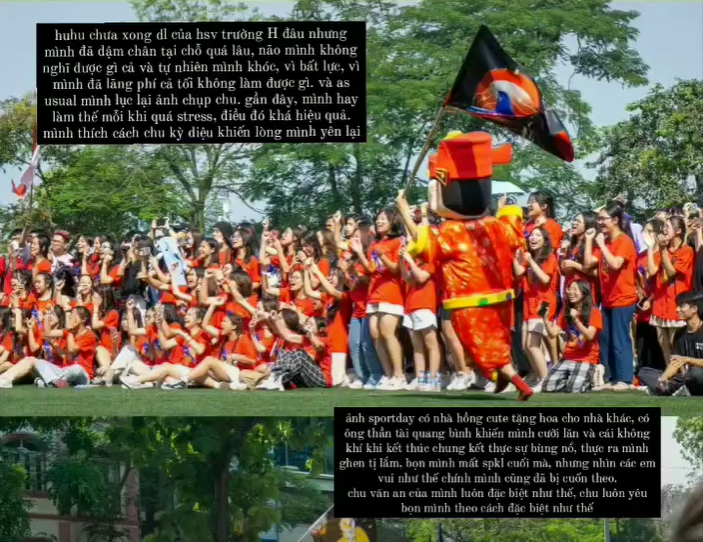 huhu chưa xong dl của hsv trường H đâu nhưng
mình đã dậm chân tại chỗ quá lâu, não mình không
nghĩ được gì cả và tự nhiên mình khóc, vì bất lực, vì
mình đã lãng phí cả tối không làm được gì. và as
usual mình lục lại ảnh chụp chu. gần đây, mình hay
làm thế mỗi khi quá stress, điều đó khá hiệu quả.
mình thích cách chu kỳ diệu khiến lòng mình yên lại
ảnh sportday có nhà hồng cute tặng hoa cho nhà khác, có
ông thần tài quang bình khiến mình cười lăn và cái không
khí khi kết thúc chung kết thực sự bùng nổ, thực ra mình
ghen tị lắm, bọn mình mất spkl cuối mà, nhưng nhìn các em
vui như thế chính mình cũng đã bị cuốn theo.
chu văn an của mình luôn đặc biệt như thế, chu luôn yêu
bọn mình theo cách đặc biệt như thế